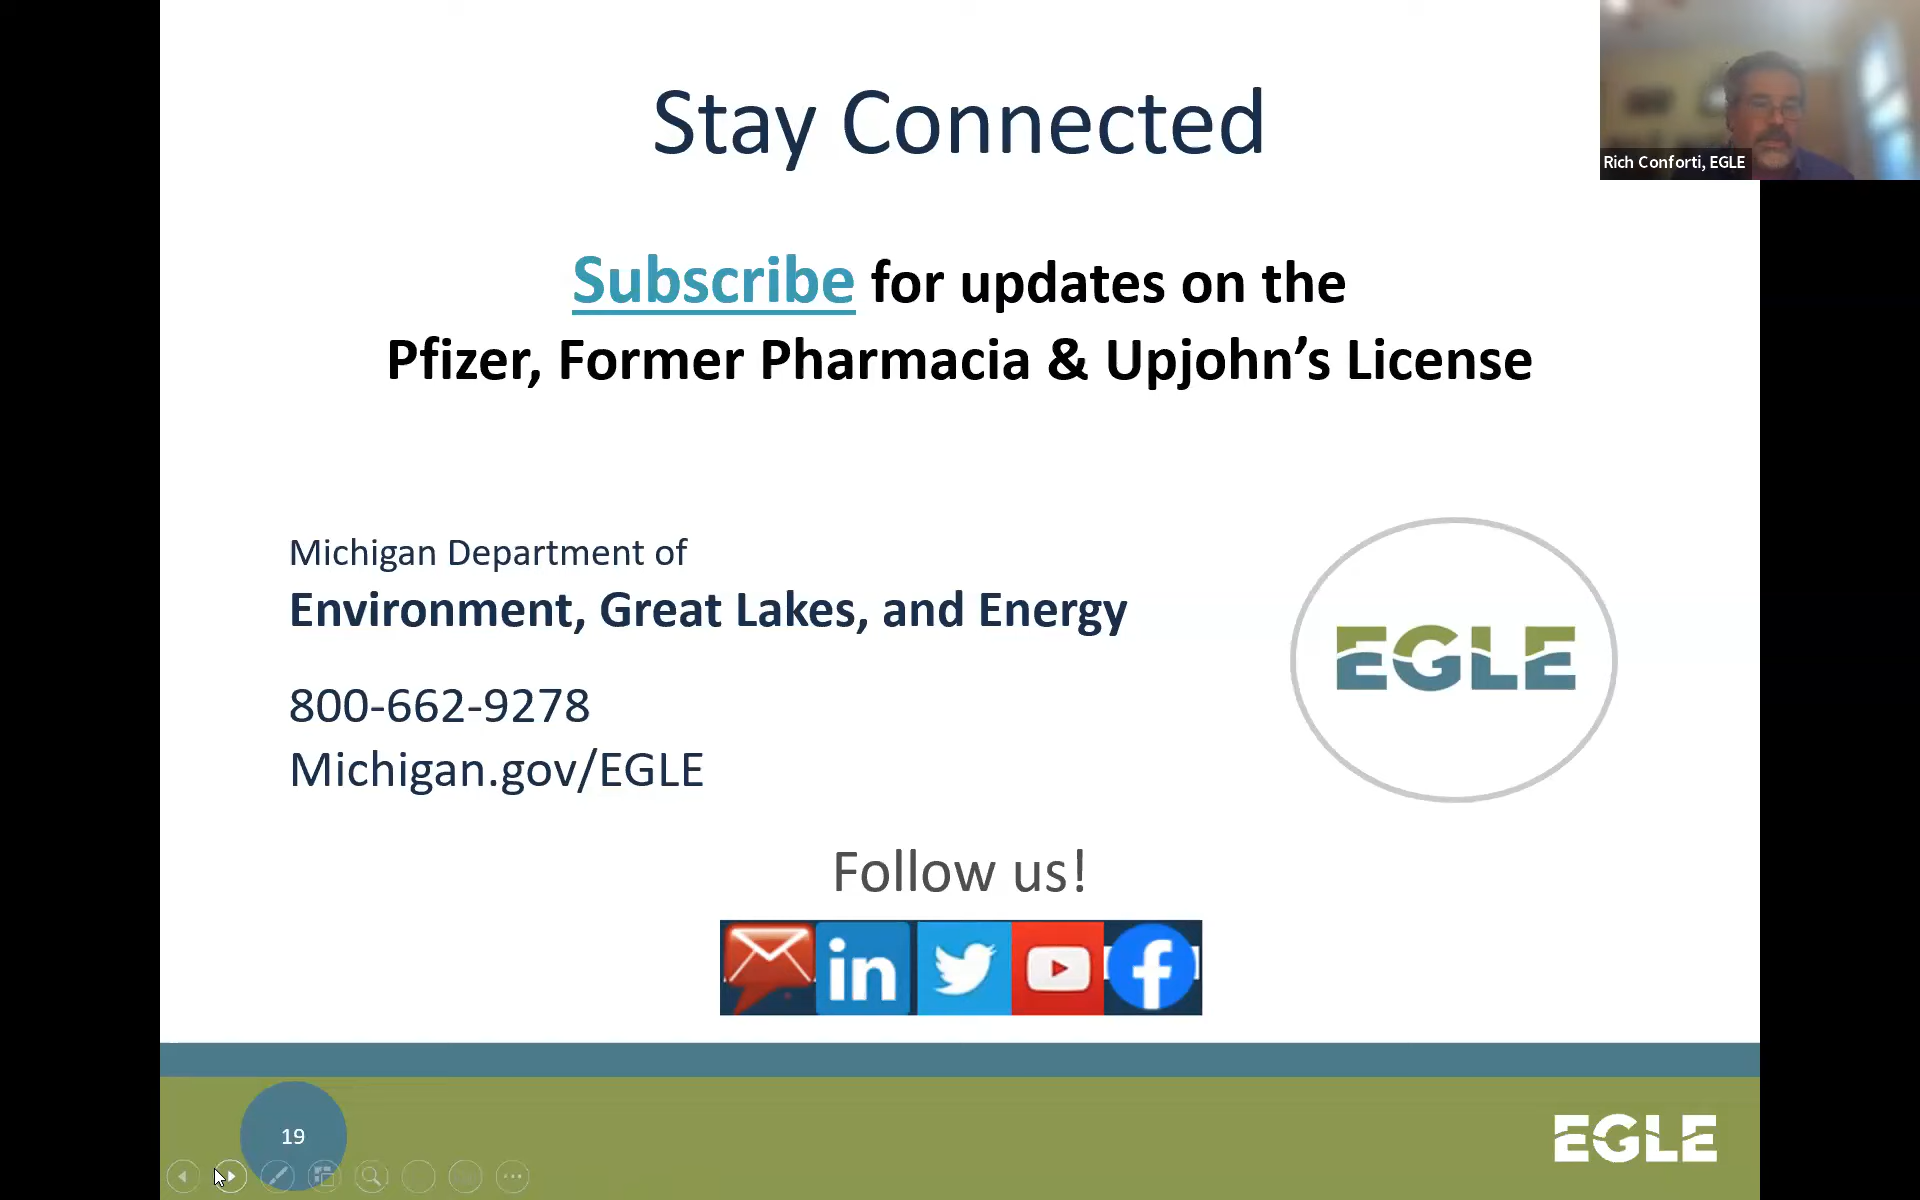 Stay Connected
Rich Conforti, EGLE
Subscribe for updates on the
Pfizer, Former Pharmacia & Upjohn’s License
Michigan Department of
Environment, Great Lakes, and Energy
800-662-9278
Michigan.gov/EGLE
EGLE
Follow us!
in
f
19
EGLE